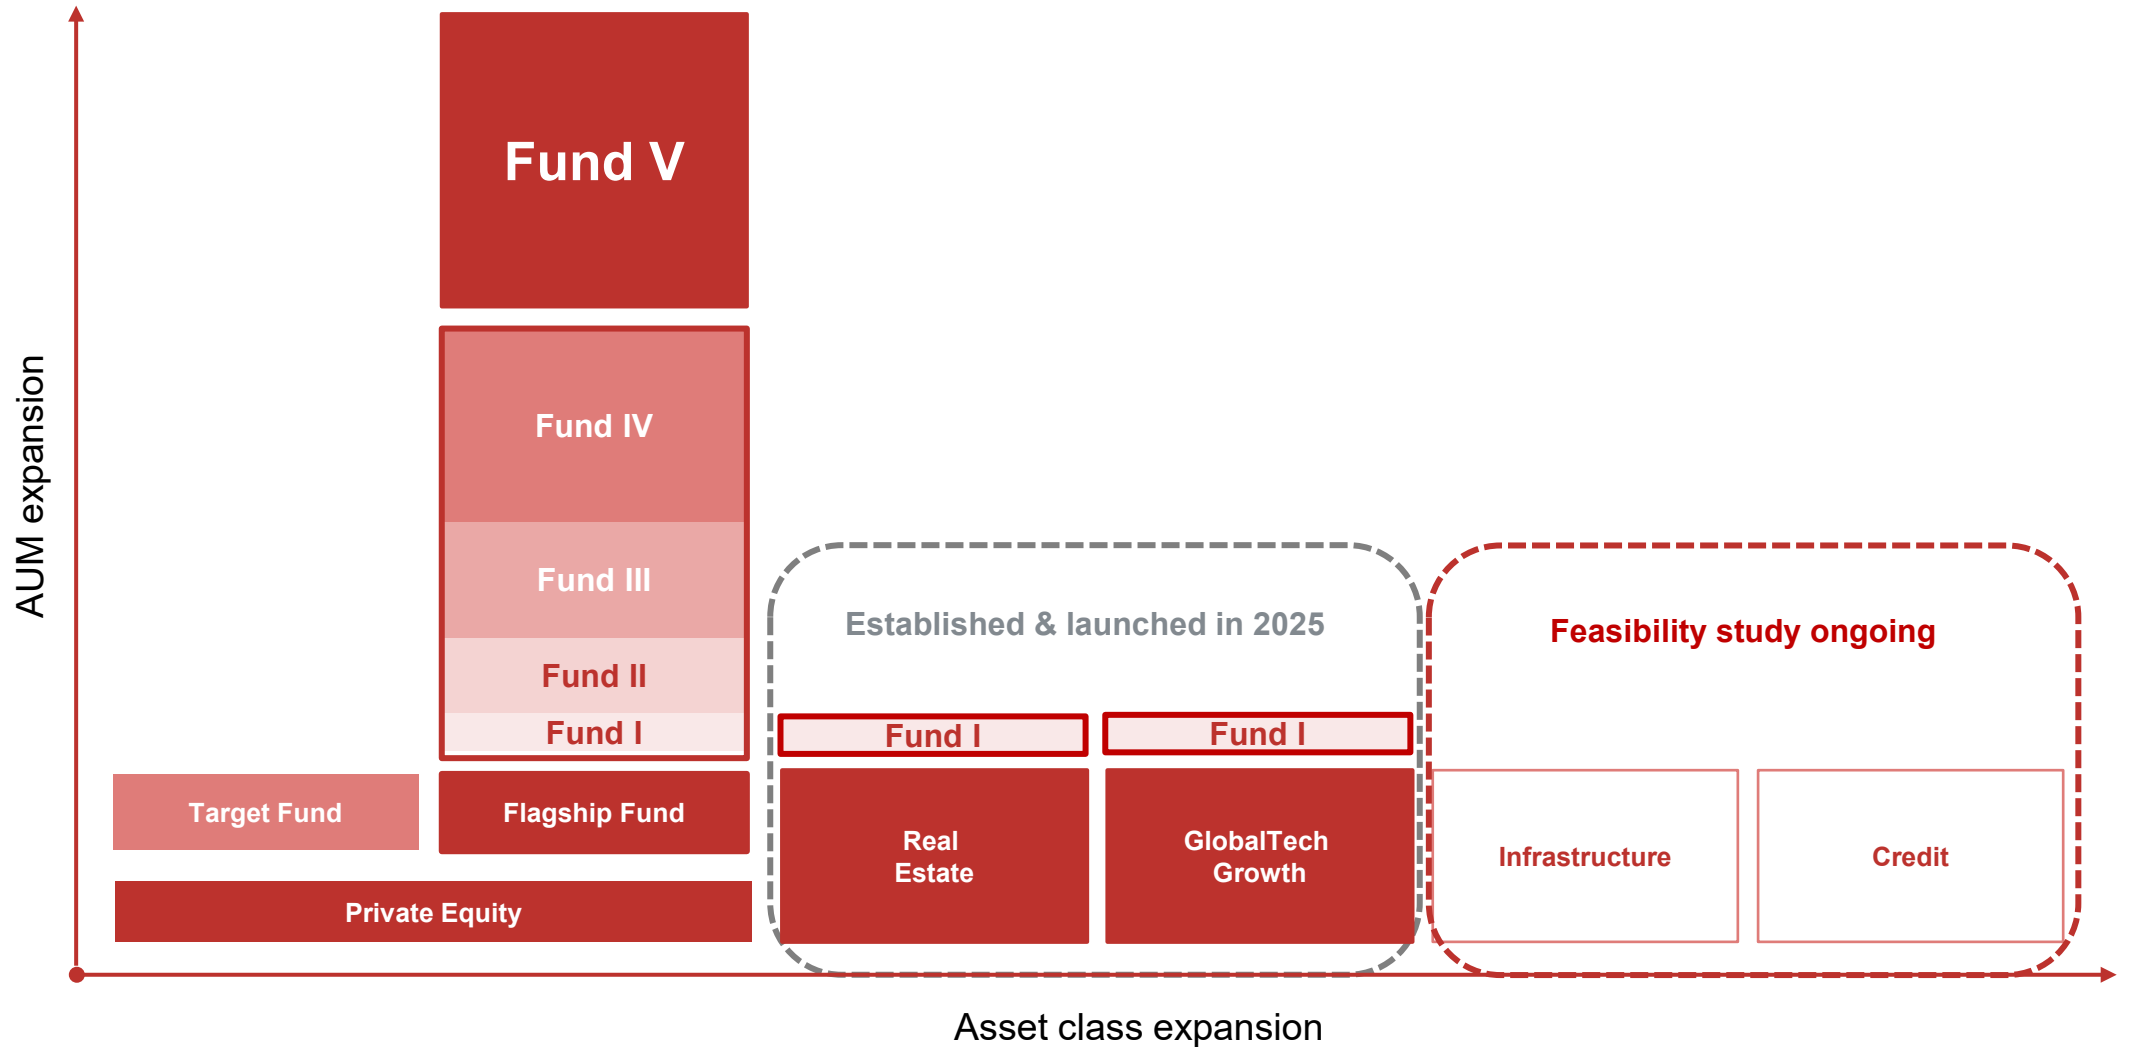 AUM expansion
Fund V
Fund IV
Fund III
Fund II
Fund I
Target Fund
Flagship Fund
Private Equity
Established & launched in 2025
Fund I
Fund I
Real
Estate
GlobalTech
Growth
Feasibility study ongoing
Infrastructure
Credit
Asset class expansion